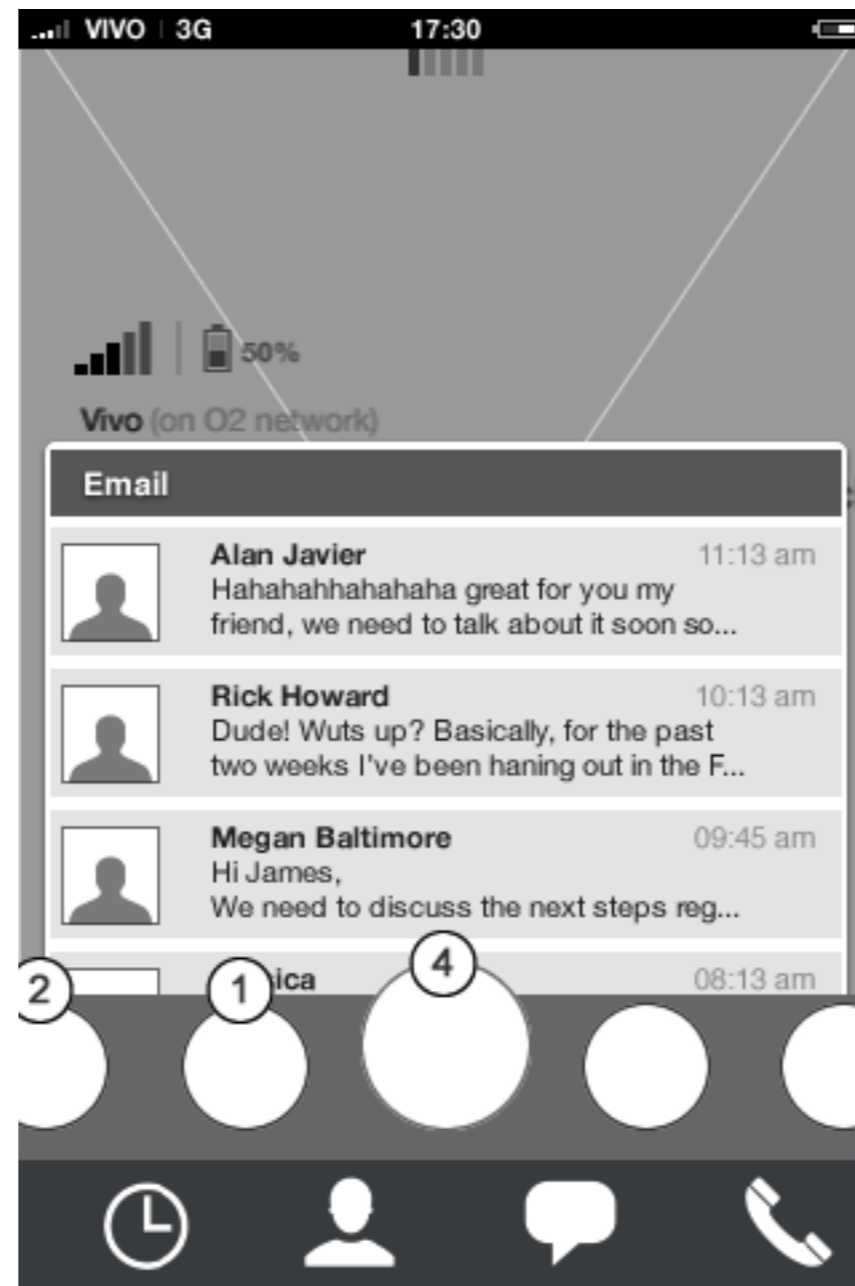 VIVO 3G 17:30
50%
Vivo (on O2 network)
Email
Alan Javier 11:13 am
Hahahahhahahaha great for you my
friend, we need to talk about it soon so...
Rick Howard 10:13 am
Dude! Wuts up? Basically, for the past
two weeks I've been haning out in the F...
Megan Baltimore 09:45 am
Hi James,
We need to discuss the next steps reg...
08:13 am
2 1 4